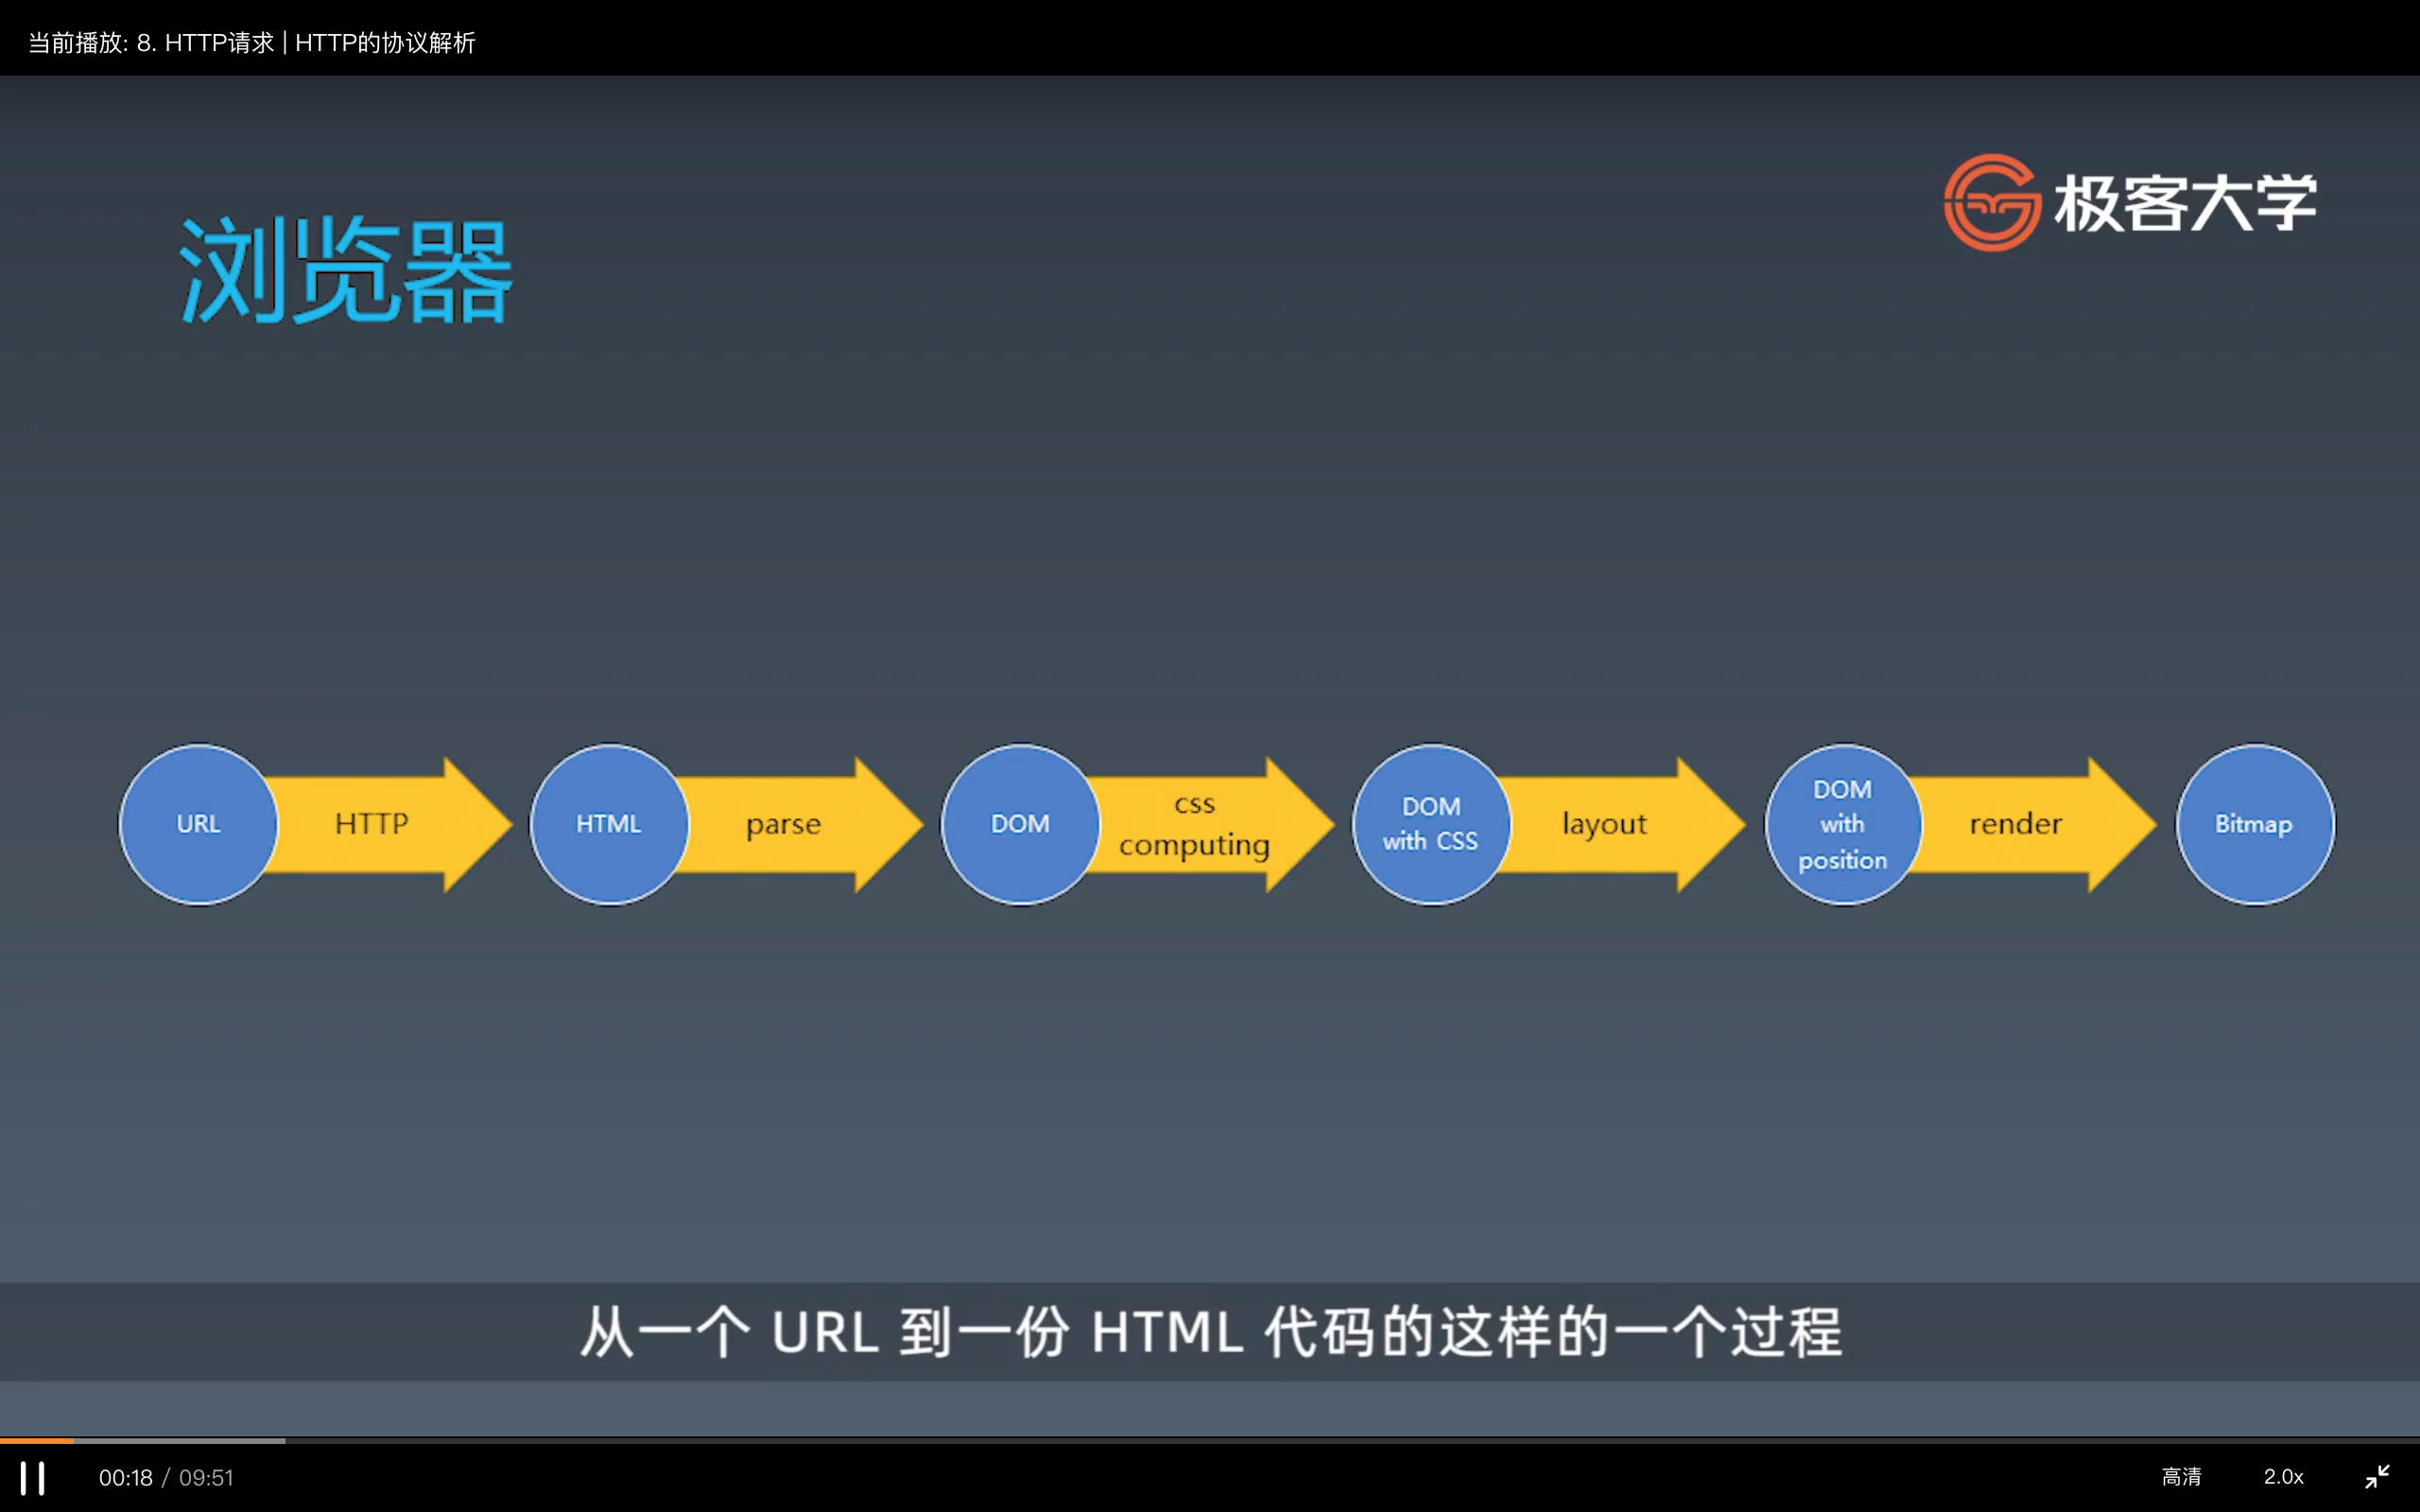 当前播放: 8. HTTP请求 | HTTP的协议解析
极客大学
浏览器
URL
HTTP
HTML
parse
DOM
css
computing
DOM
with CSS
layout
DOM
with
position
render
Bitmap
从一个 URL 到一份 HTML 代码的这样的一个过程
00:18 / 09:51
高清
2.0x